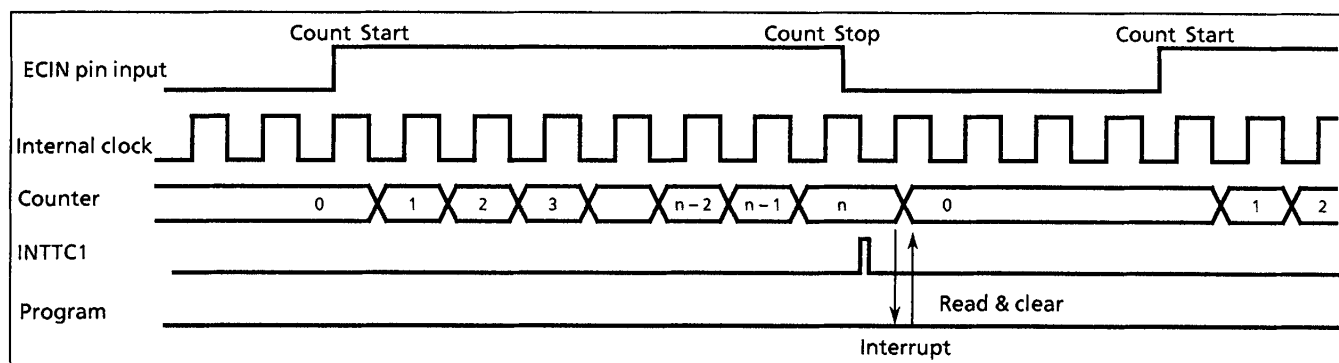 Count Start Count Stop Count Start
ECIN pin input
Internal clock
Counter 0 1 2 3 n – 2 n – 1 n 0 1 2
INTTC1
Program Read & clear
Interrupt